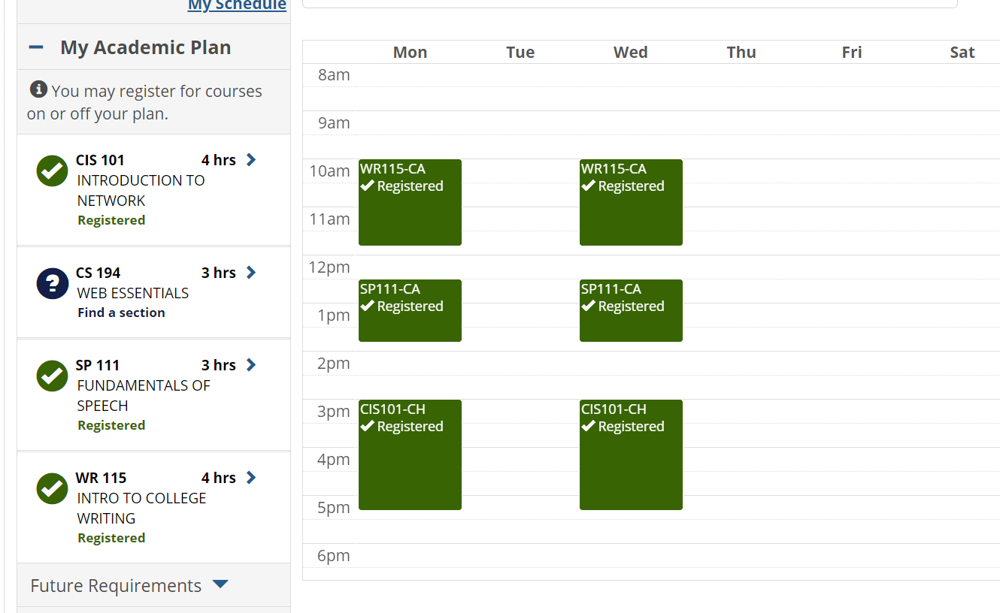 My Schedule
My Academic Plan
You may register for courses
on or off your plan.
CIS 101 4 hrs
INTRODUCTION TO
NETWORK
Registered
CS 194 3 hrs
WEB ESSENTIALS
Find a section
SP 111 3 hrs
FUNDAMENTALS OF
SPEECH
Registered
WR 115 4 hrs
INTRO TO COLLEGE
WRITING
Registered
Future Requirements
Mon Tue Wed Thu Fri Sat
8am
9am
10am
WR115-CA WR115-CA
Registered Registered
11am
12pm
SP111-CA SP111-CA
Registered Registered
1pm
2pm
3pm
CIS101-CH CIS101-CH
Registered Registered
4pm
5pm
6pm